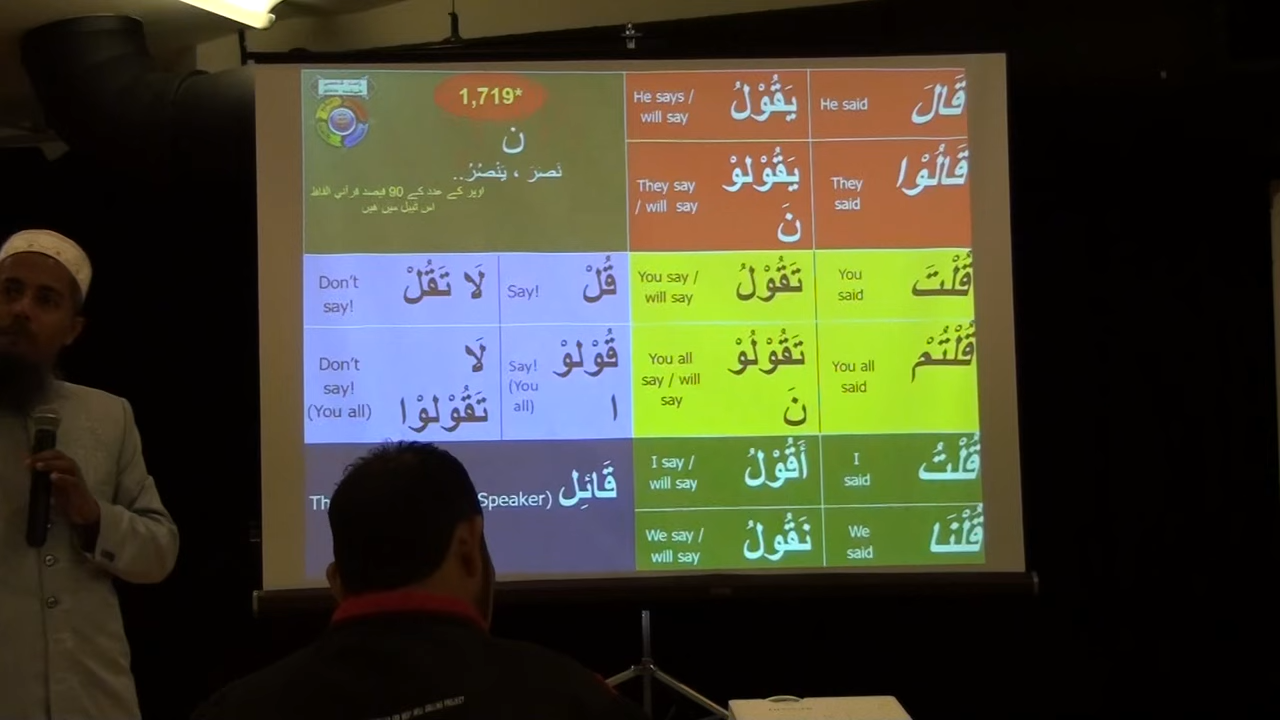 1,719*
ن
نَصَرَ ، يَنْصُرُ..
اوپر کے عدد کے 90 فیصد قرآنی الفاظ
اس ٹیبل میں ہیں
He says /
will say
يَقُوْلُ
He said
قَالَ
They say
/ will say
يَقُوْلُوْ
نَ
They
said
قَالُوْا
Don't
say!
لَا تَقُلْ
Say!
قُلْ
You say /
will say
تَقُوْلُ
You
said
قُلْتَ
Don't
say!
(You all)
لَا
تَقُوْلُوْا
Say!
(You
all)
قُوْلُوْ
ا
You all
say / will
say
تَقُوْلُوْ
نَ
You all
said
قُلْتُمْ
Speaker)
قَائِل
I say /
will say
أَقُوْلُ
I
said
قُلْتُ
We say /
will say
نَقُولُ
We
said
قُلْنَا